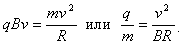 qBv = mv²/R или q/m = v²/BR.